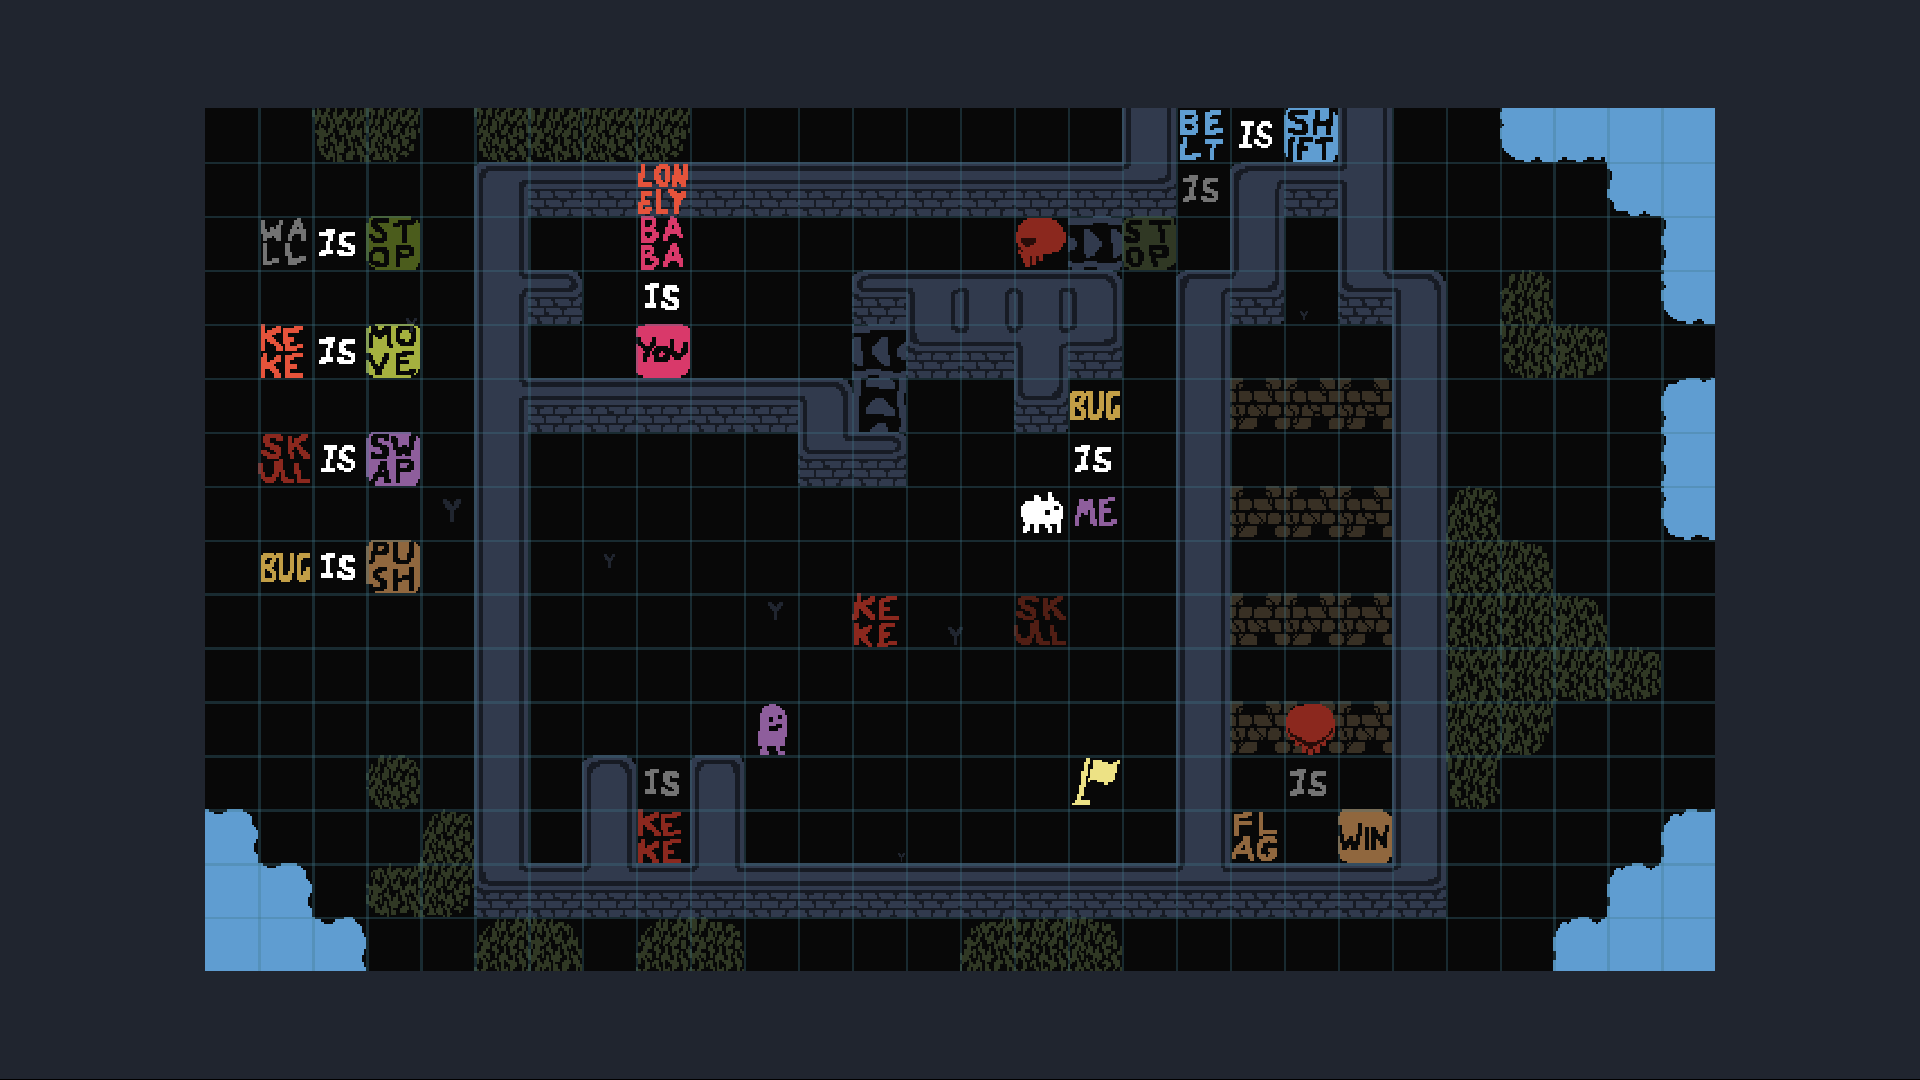 BELT IS SHIFT
LONELY
IS
WALL IS STOP
BABA
STOP
IS
KEKE IS MOVE
YOU
BUG
SKULL IS SWAP
IS
ME
BUG IS PUSH
KEKE
SKULL
IS
IS
KEKE
FLAG
WIN